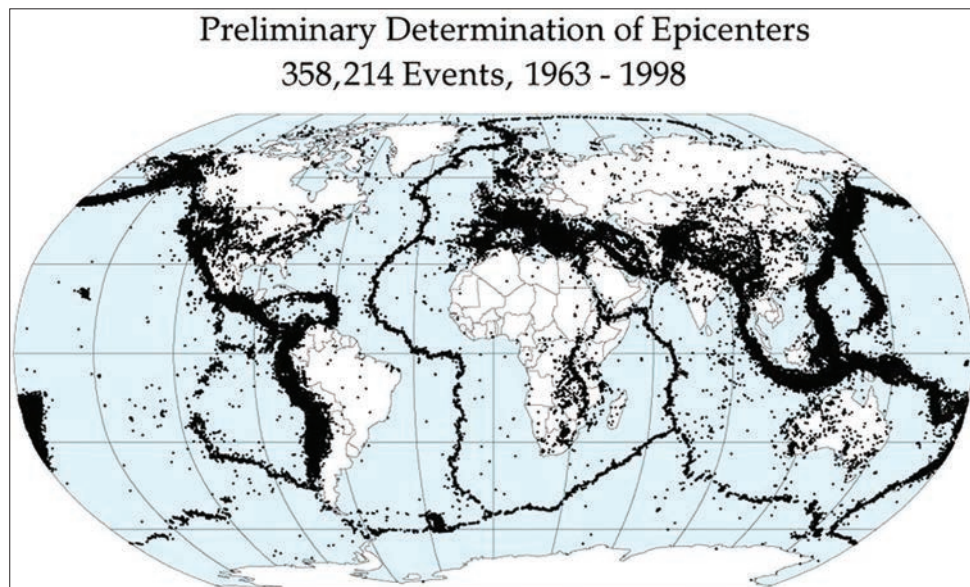 Preliminary Determination of Epicenters
358,214 Events, 1963 - 1998